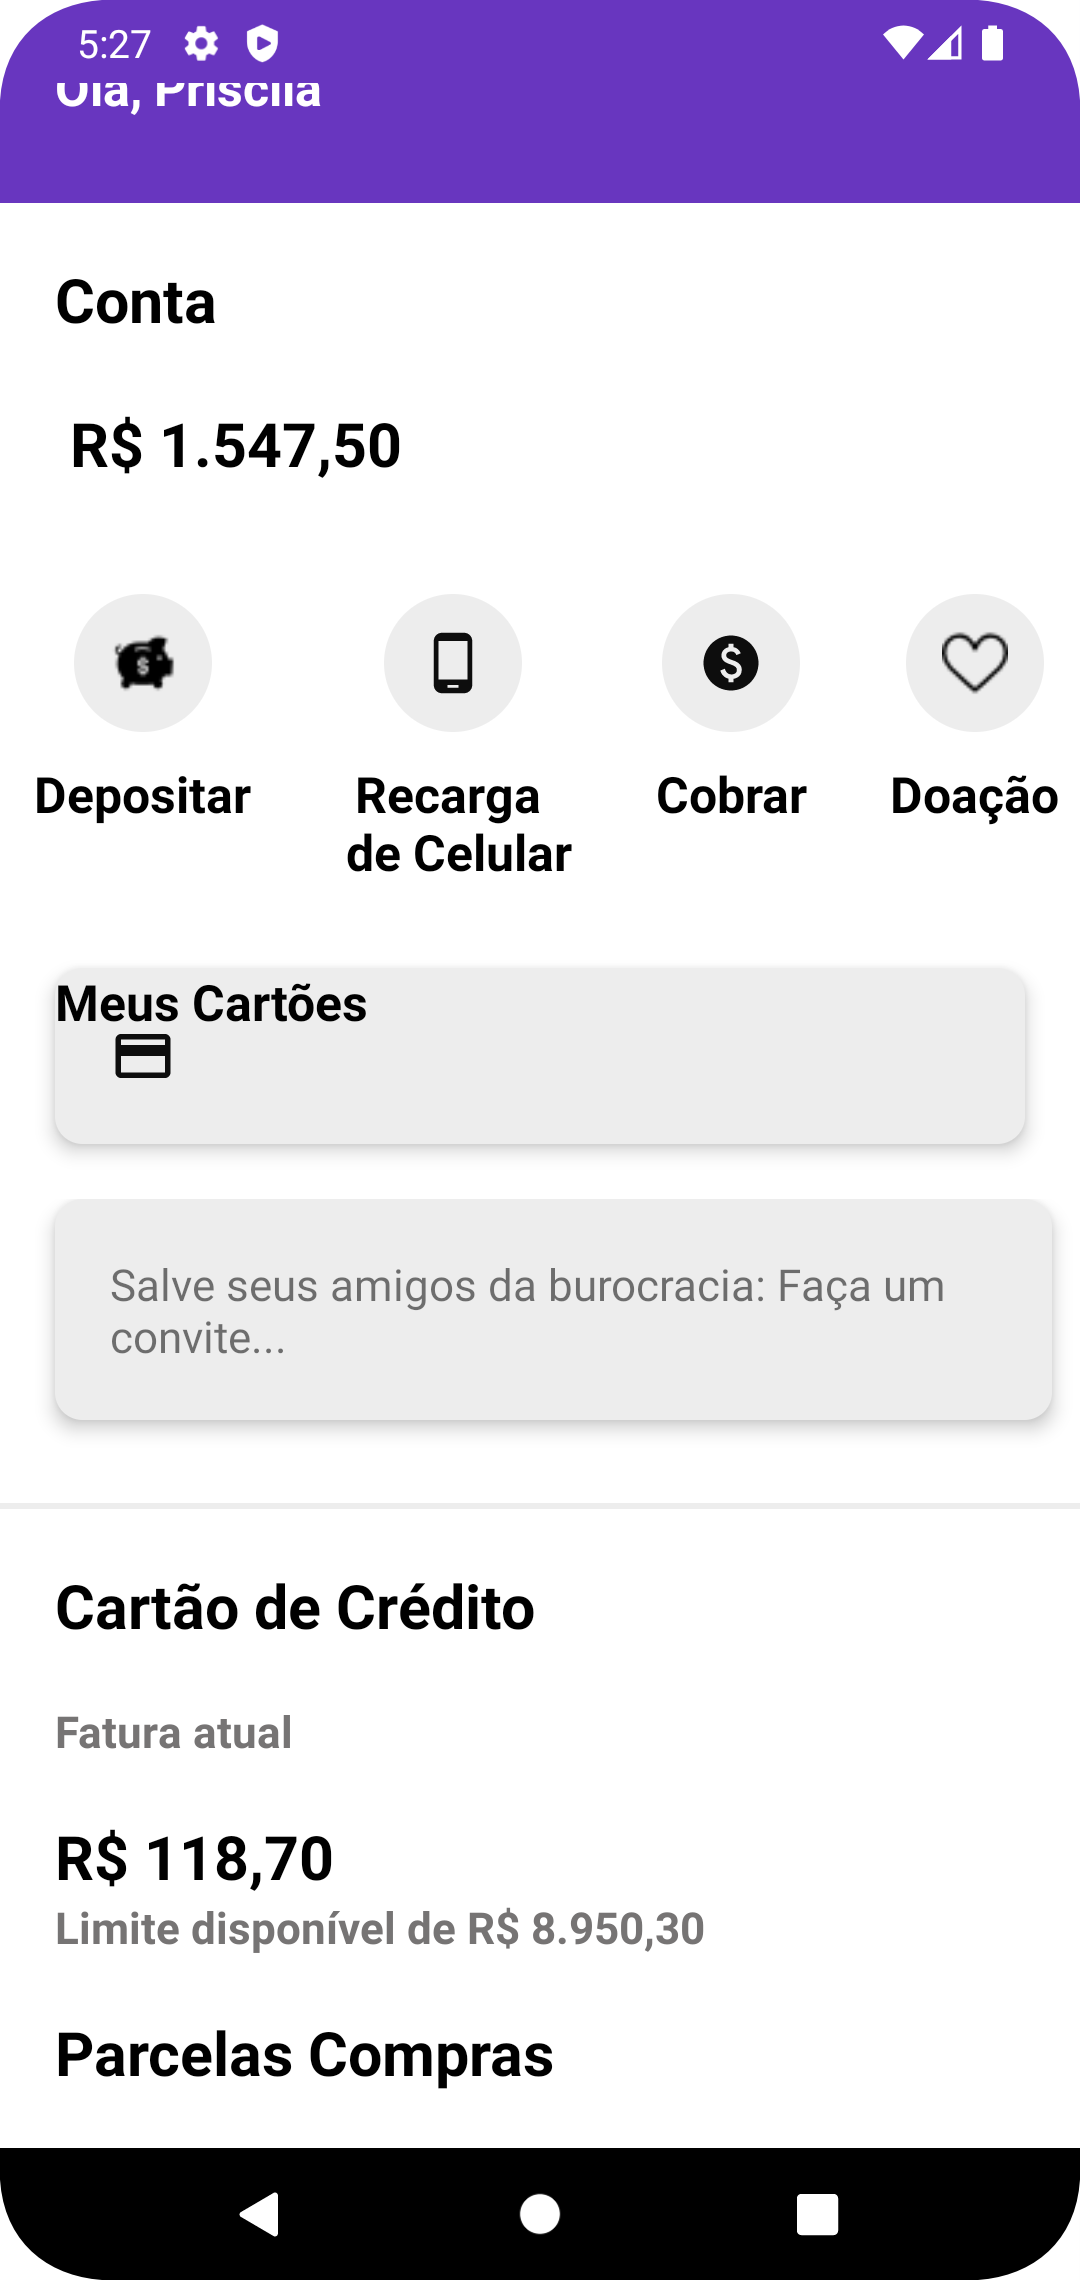 5:27
Olá, Priscila
Conta
R$ 1.547,50
Depositar
Recarga
de Celular
Cobrar
Doação
Meus Cartões
Salve seus amigos da burocracia: Faça um
convite...
Cartão de Crédito
Fatura atual
R$ 118,70
Limite disponível de R$ 8.950,30
Parcelas Compras